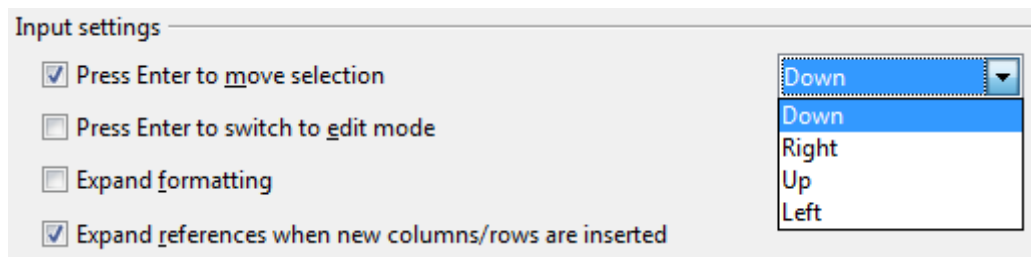 Input settings
Press Enter to move selection
Down
Press Enter to switch to edit mode
Down
Right
Expand formatting
Up
Left
Expand references when new columns/rows are inserted